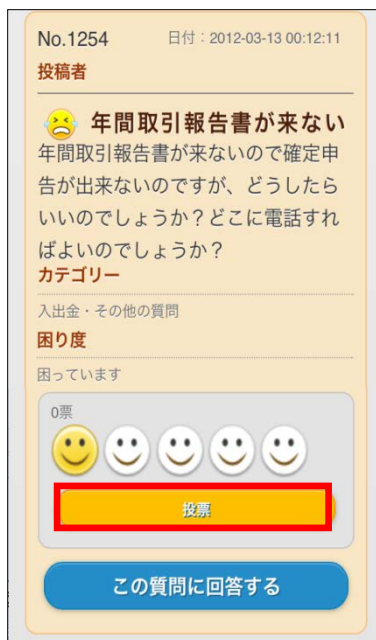 No.1254 日付：2012-03-13 00:12:11
投稿者
年間取引報告書が来ない
年間取引報告書が来ないので確定申
告が出来ないのですが、どうしたら
いいのでしょうか？どこに電話すれ
ばよいのでしょうか？
カテゴリー
入出金・その他の質問
困り度
困っています
0票
投票
この質問に回答する